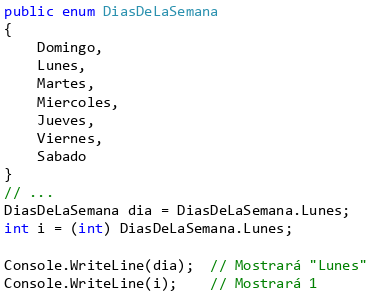 public enum DiasDeLaSemana
{
    Domingo,
    Lunes,
    Martes,
    Miercoles,
    Jueves,
    Viernes,
    Sabado
}
// ...
DiasDeLaSemana dia = DiasDeLaSemana.Lunes;
int i = (int) DiasDeLaSemana.Lunes;

Console.WriteLine(dia);  // Mostrará "Lunes"
Console.WriteLine(i);    // Mostrará 1